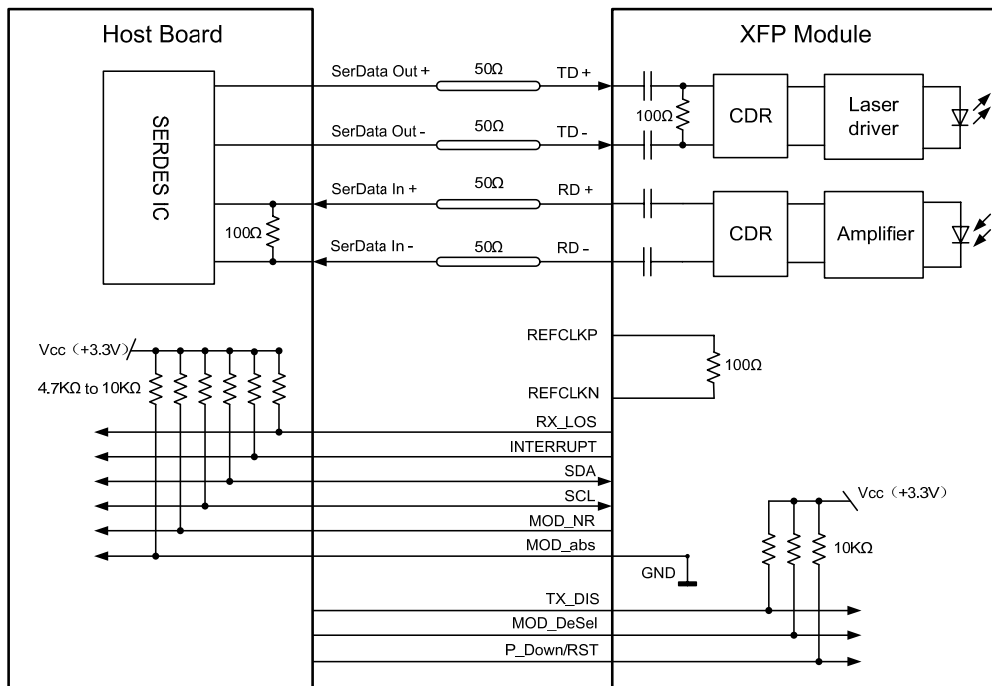 Host Board
XFP Module
SERDES IC
SerData Out +
50Ω
TD +
SerData Out -
50Ω
TD -
SerData In +
50Ω
RD +
SerData In -
50Ω
RD -
100Ω
100Ω
CDR
Laser driver
CDR
Amplifier
REFCLKP
100Ω
REFCLKN
Vcc（+3.3V）
4.7KΩ to 10KΩ
RX_LOS
INTERRUPT
SDA
SCL
MOD_NR
MOD_abs
GND
Vcc（+3.3V）
10KΩ
TX_DIS
MOD_DeSel
P_Down/RST